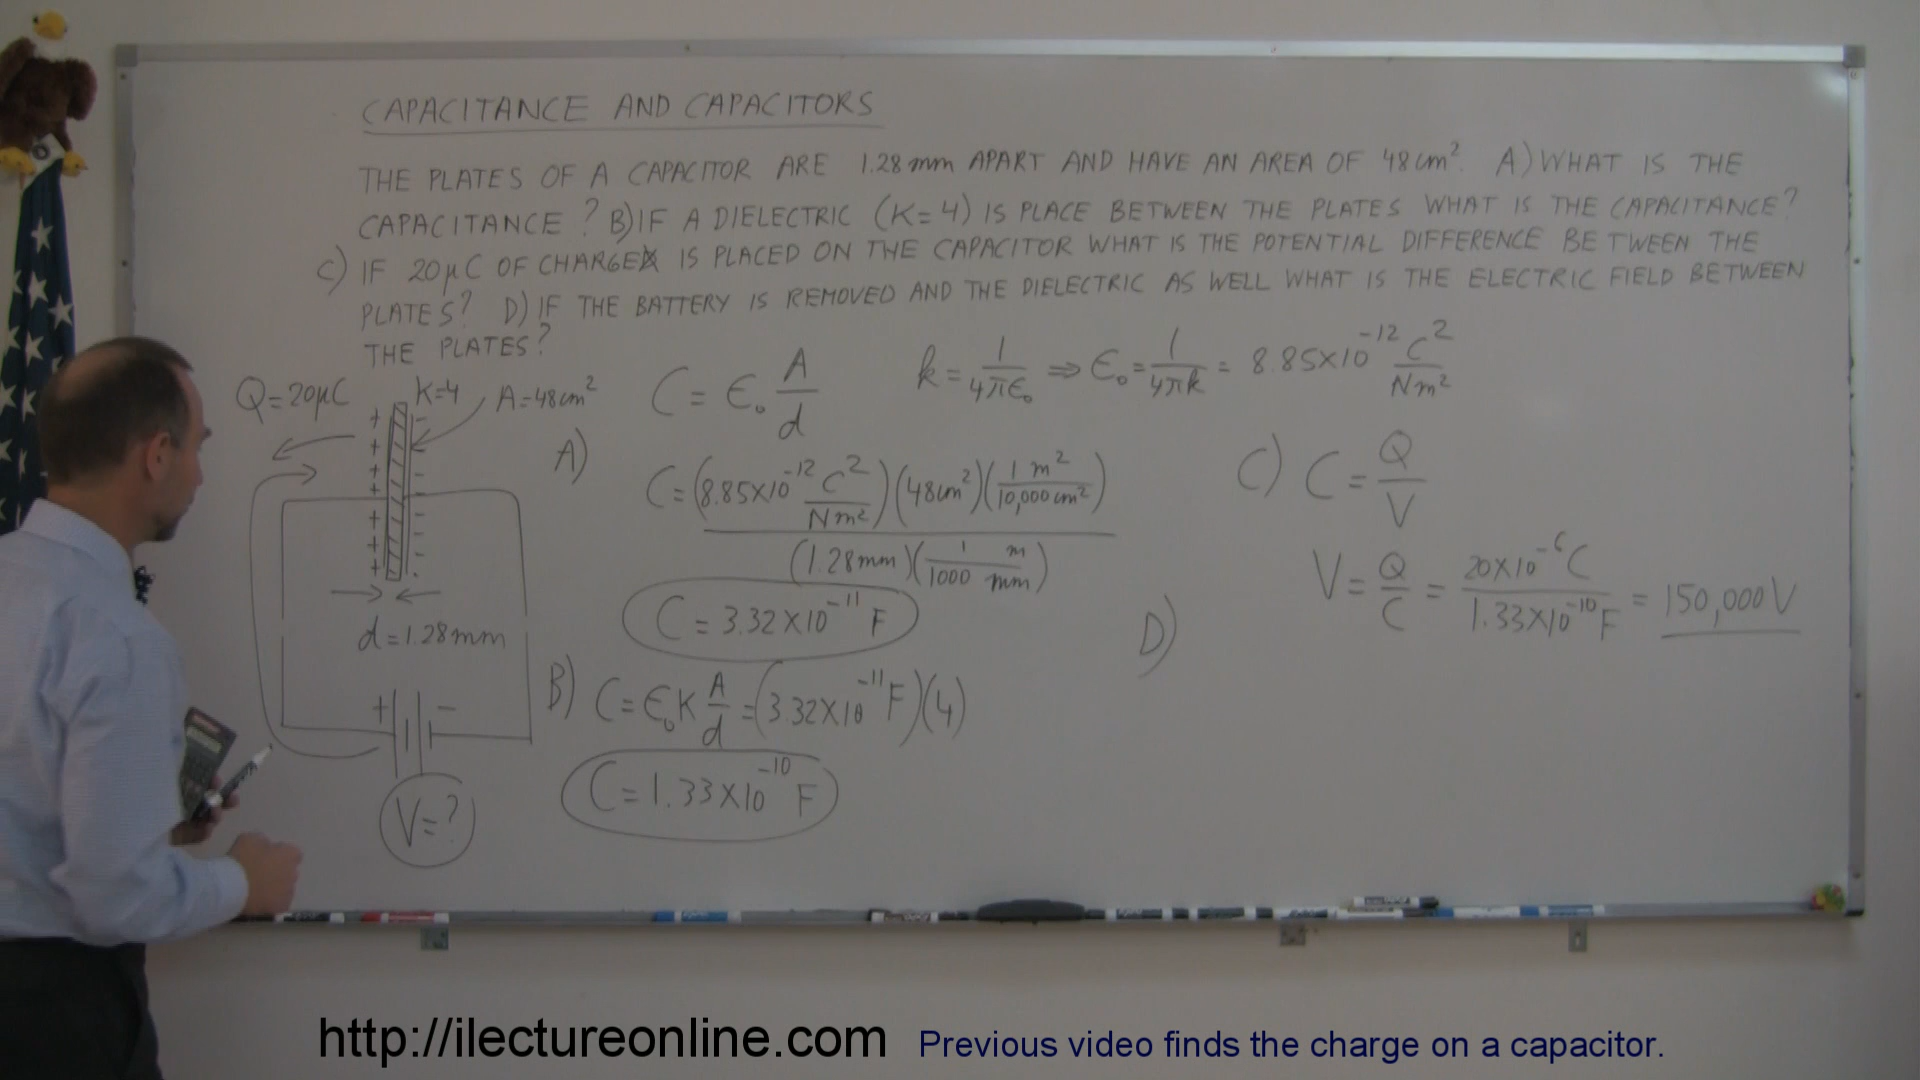 CAPACITANCE AND CAPACITORS
THE PLATES OF A CAPACITOR ARE 1.28 mm APART AND HAVE AN AREA OF 48 cm². A) WHAT IS THE
CAPACITANCE? B) IF A DIELECTRIC (K=4) IS PLACE BETWEEN THE PLATES WHAT IS THE CAPACITANCE?
C) IF 20μC OF CHARGE IS PLACED ON THE CAPACITOR WHAT IS THE POTENTIAL DIFFERENCE BETWEEN THE
PLATES? D) IF THE BATTERY IS REMOVED AND THE DIELECTRIC AS WELL WHAT IS THE ELECTRIC FIELD BETWEEN
THE PLATES?
Q=20μC K=4 A=48cm²
d=1.28mm
+ −
V=?
C = ε₀ A/d
k = 1/4πε₀ ⇒ ε₀ = 1/4πk = 8.85×10⁻¹² C²/Nm²
A)
C = (8.85×10⁻¹² C²/Nm²)(48cm²)(1 m²/10,000 cm²)
(1.28mm)(1/1000 m/mm)
C = 3.32×10⁻¹¹ F
B) C = ε₀K A/d = (3.32×10⁻¹¹ F)(4)
C = 1.33×10⁻¹⁰ F
C) C = Q/V
V = Q/C = 20×10⁻⁶C / 1.33×10⁻¹⁰F = 150,000V
D)
http://ilectureonline.com Previous video finds the charge on a capacitor.